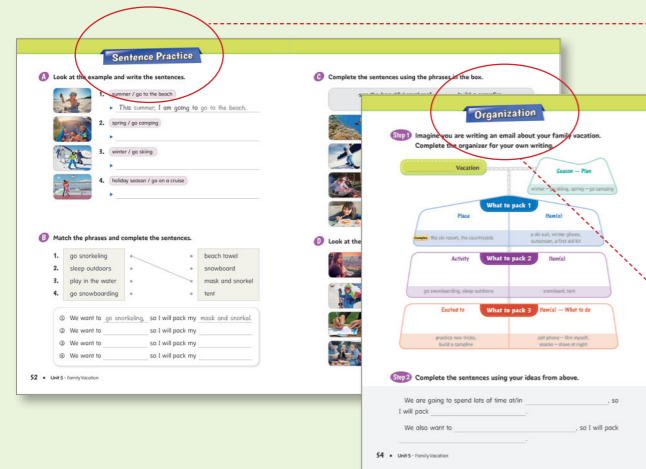 Sentence Practice
A Look at the example and write the sentences.
1. summer / go to the beach
▶ This summer, I am going to go to the beach.
2. spring / go camping
▶
3. winter / go skiing
▶
4. holiday season / go on a cruise
▶
B Match the phrases and complete the sentences.
1. go snorkeling
beach towel
2. sleep outdoors
snowboard
3. play in the water
mask and snorkel
4. go snowboarding
tent
① We want to go snorkeling, so I will pack my mask and snorkel.
② We want to so I will pack my
③ We want to so I will pack my
④ We want to so I will pack my
52 • Unit 5 - Family Vacation
C Complete the sentences using the phrases in the box.
D Look at the
Organization
Step 1 Imagine you are writing an email about your family vacation.
Complete the organizer for your own writing.
Vacation
Season — Plan
winter – go skiing, spring – go camping
What to pack 1
Place Item(s)
Example the ski resort, the countryside
a ski suit, winter gloves,
sunscreen, a first aid kit
Activity What to pack 2 Item(s)
go snowboarding, sleep outdoors
snowboard, tent
Excited to What to pack 3 Item(s) — What to do
practice new tricks,
build a campfire
cell phone – film myself,
snacks – share at night
Step 2 Complete the sentences using your ideas from above.
We are going to spend lots of time at/in , so
I will pack .
We also want to , so I will pack
.
54 • Unit 5 - Family Vacation